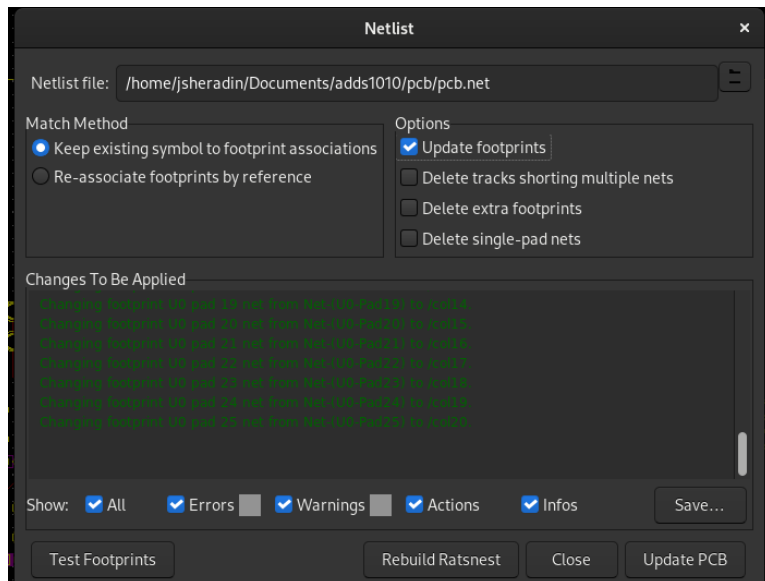 Netlist
Netlist file: /home/jsheradin/Documents/adds1010/pcb/pcb.net
Match Method
Keep existing symbol to footprint associations
Re-associate footprints by reference
Options
Update footprints
Delete tracks shorting multiple nets
Delete extra footprints
Delete single-pad nets
Changes To Be Applied
Changing footprint U0 pad 19 net from Net-(U0-Pad19) to /col14.
Changing footprint U0 pad 20 net from Net-(U0-Pad20) to /col15.
Changing footprint U0 pad 21 net from Net-(U0-Pad21) to /col16.
Changing footprint U0 pad 22 net from Net-(U0-Pad22) to /col17.
Changing footprint U0 pad 23 net from Net-(U0-Pad23) to /col18.
Changing footprint U0 pad 24 net from Net-(U0-Pad24) to /col19.
Changing footprint U0 pad 25 net from Net-(U0-Pad25) to /col20.
Show: All Errors Warnings Actions Infos Save...
Test Footprints Rebuild Ratsnest Close Update PCB